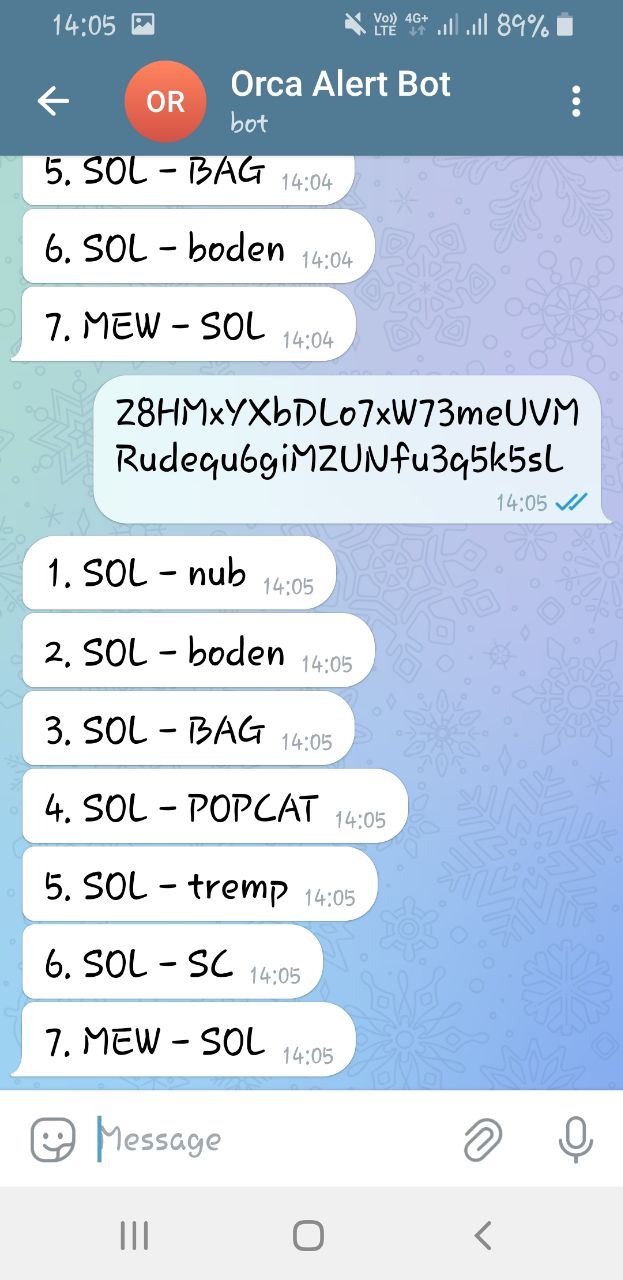 14:05
Vo)) LTE 4G+ 89%
OR
Orca Alert Bot
bot
5. SOL - BAG 14:04
6. SOL - boden 14:04
7. MEW - SOL 14:04
Z8HMxYXbDLo7xW73meUVM
Rudequ6giMZUNfu3q5k5sL
14:05
1. SOL - nub 14:05
2. SOL - boden 14:05
3. SOL - BAG 14:05
4. SOL - POPCAT 14:05
5. SOL - tremp 14:05
6. SOL - SC 14:05
7. MEW - SOL 14:05
Message